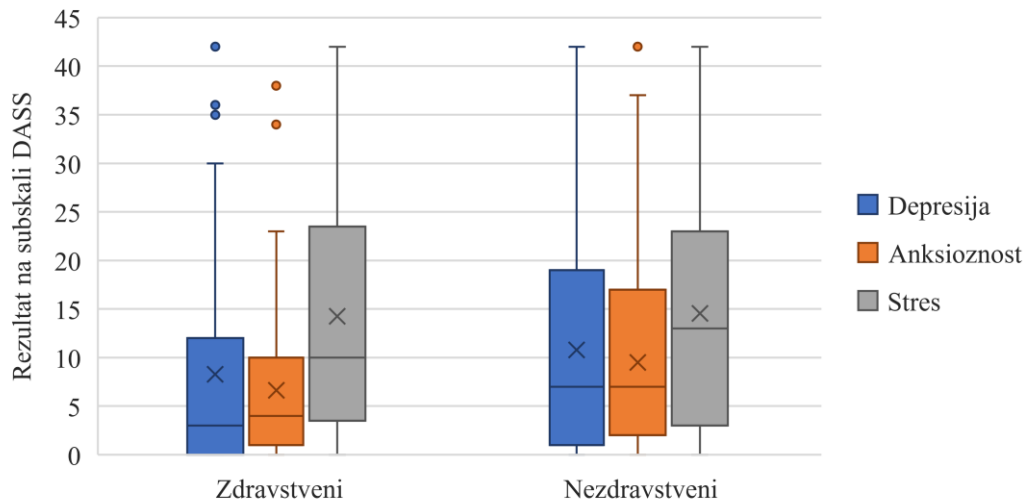 Rezultat na subskali DASS
45
40
35
30
25
20
15
10
5
0
Zdravstveni
Nezdravstveni
Depresija
Anksioznost
Stres